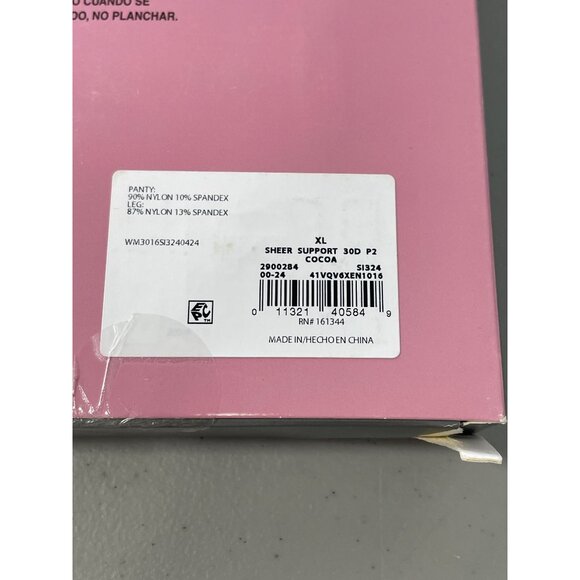 O CUANDO SE
DO, NO PLANCHAR.
PANTY:
90% NYLON 10% SPANDEX
LEG:
87% NYLON 13% SPANDEX
WM3016SI3240424
XL
SHEER SUPPORT 30D P2
COCOA
2900284 SI324
00-24 41VQV6XEN1016
0 11321 40584 9
RN# 161344
MADE IN/HECHO EN CHINA